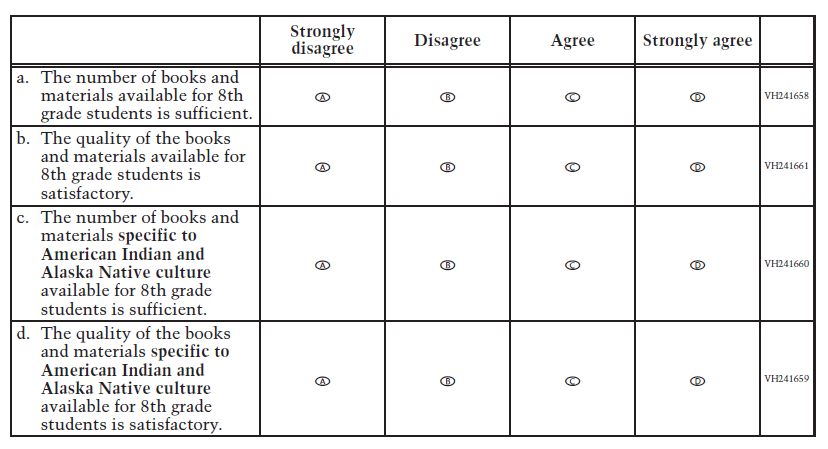 Strongly
disagree
Disagree
Agree
Strongly agree
a. The number of books and
materials available for 8th
grade students is sufficient.
A B C D VH241658
b. The quality of the books
and materials available for
8th grade students is
satisfactory.
A B C D VH241661
c. The number of books and
materials specific to
American Indian and
Alaska Native culture
available for 8th grade
students is sufficient.
A B C D VH241660
d. The quality of the books
and materials specific to
American Indian and
Alaska Native culture
available for 8th grade
students is satisfactory.
A B C D VH241659